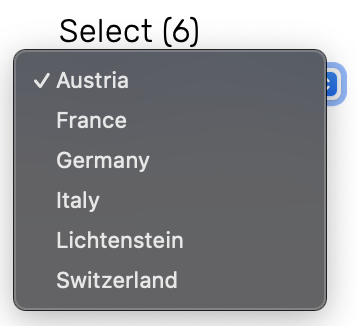 Select (6)
✓ Austria
France
Germany
Italy
Lichtenstein
Switzerland